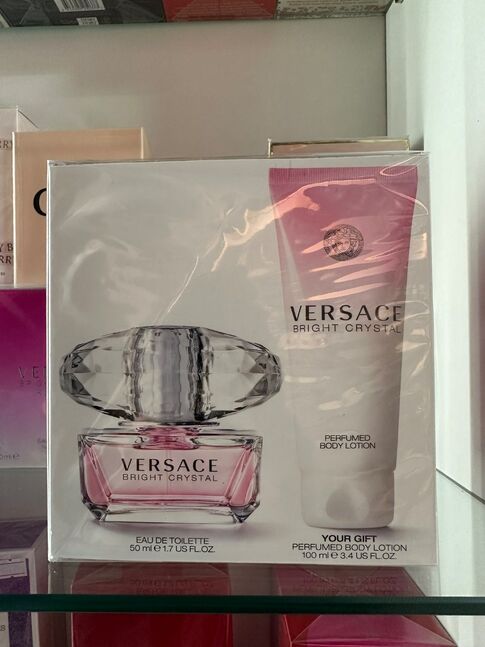 VERSACE
BRIGHT CRYSTAL
PERFUMED
BODY LOTION
VERSACE
BRIGHT CRYSTAL
EAU DE TOILETTE
50 ml e 1.7 US FL.OZ.
YOUR GIFT
PERFUMED BODY LOTION
100 ml e 3.4 US FL.OZ.